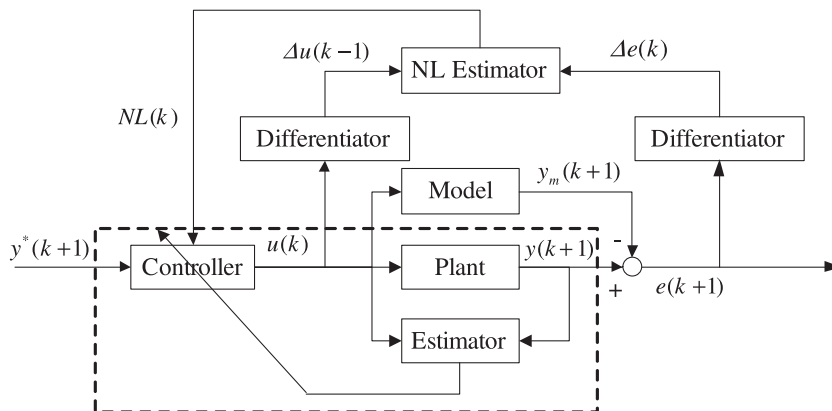 Δu(k−1)
NL Estimator
Δe(k)
NL(k)
Differentiator
Differentiator
Model
y_m(k+1)
y*(k+1)
Controller
u(k)
Plant
y(k+1)
-
+
e(k+1)
Estimator